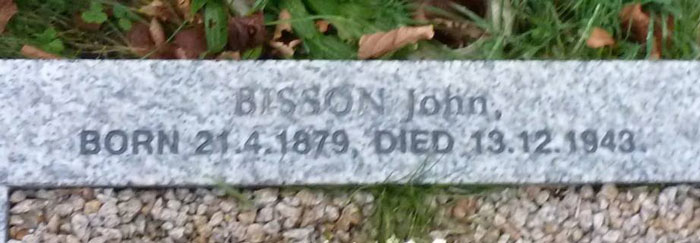 BISSON John,
BORN 21.4.1879, DIED 13.12.1943.